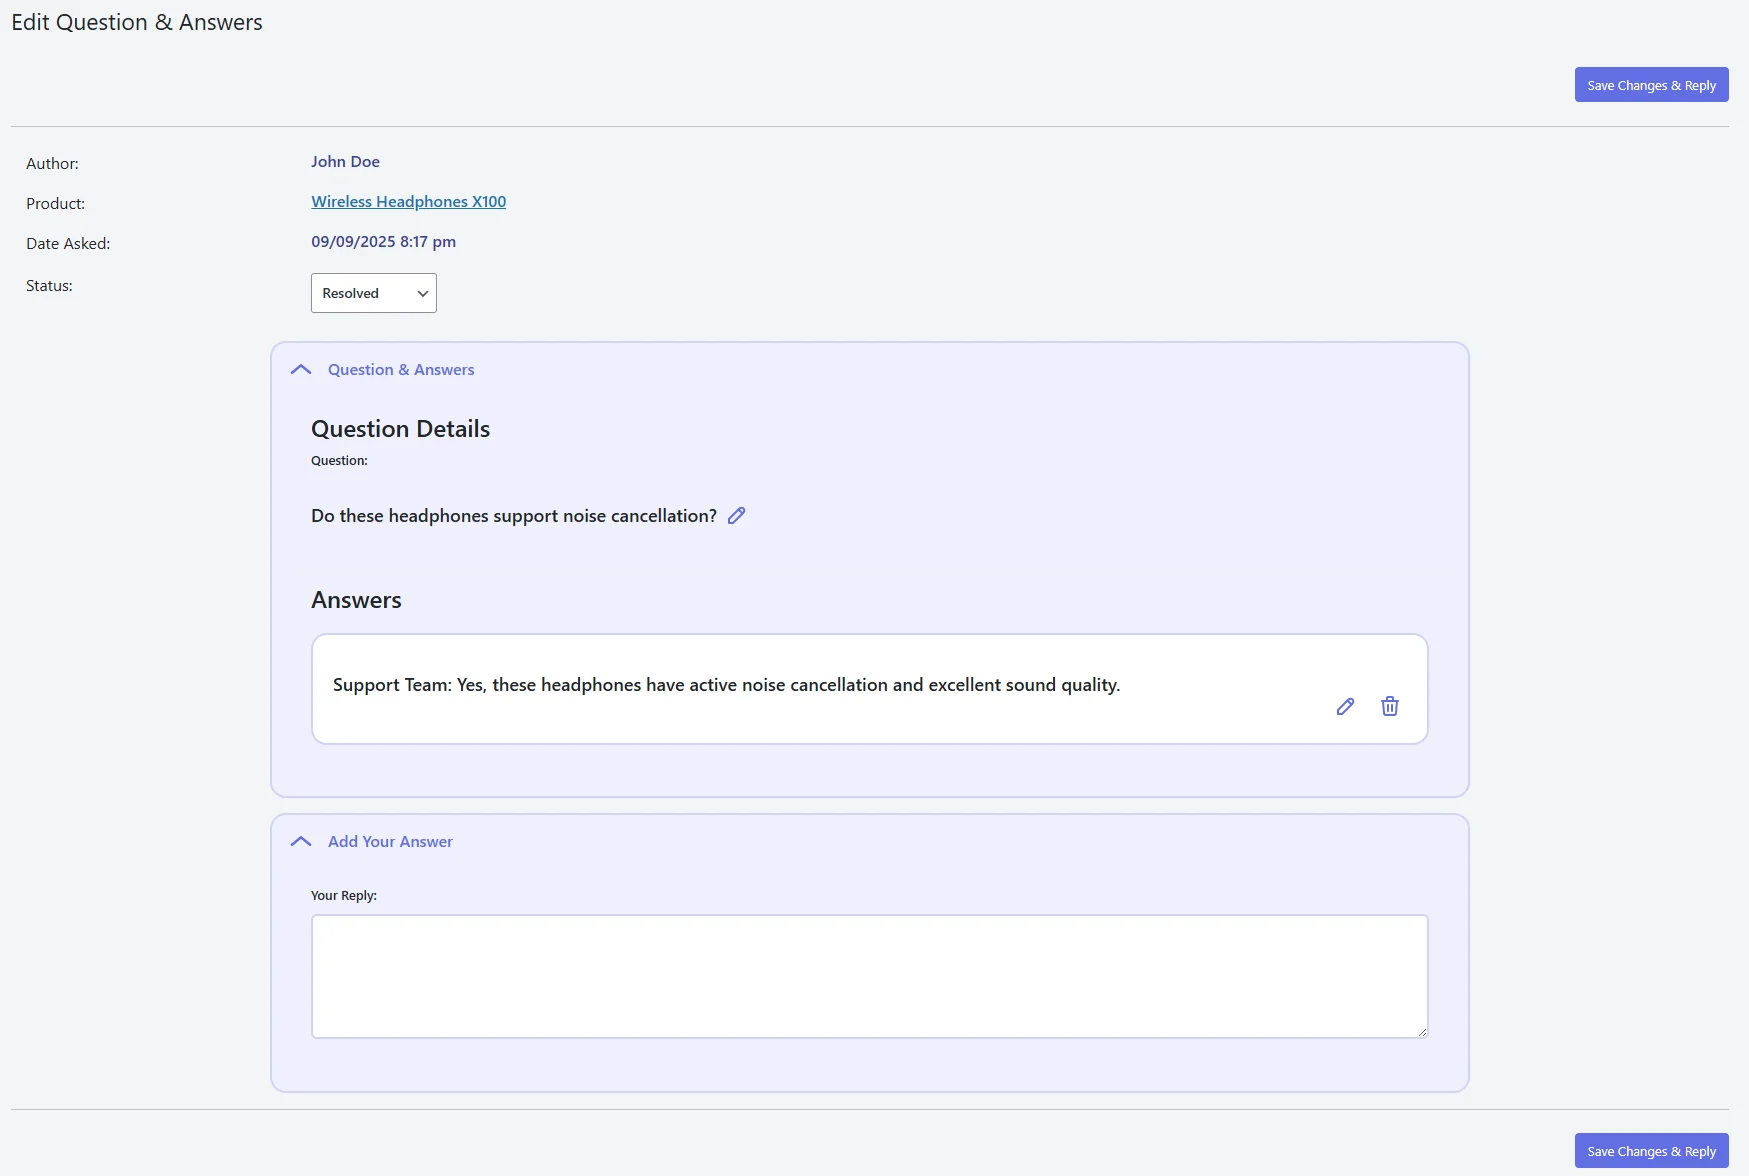 Edit Question & Answers
Save Changes & Reply
Author: John Doe
Product: Wireless Headphones X100
Date Asked: 09/09/2025 8:17 pm
Status: Resolved
Question & Answers
Question Details
Question:
Do these headphones support noise cancellation?
Answers
Support Team: Yes, these headphones have active noise cancellation and excellent sound quality.
Add Your Answer
Your Reply:
Save Changes & Reply